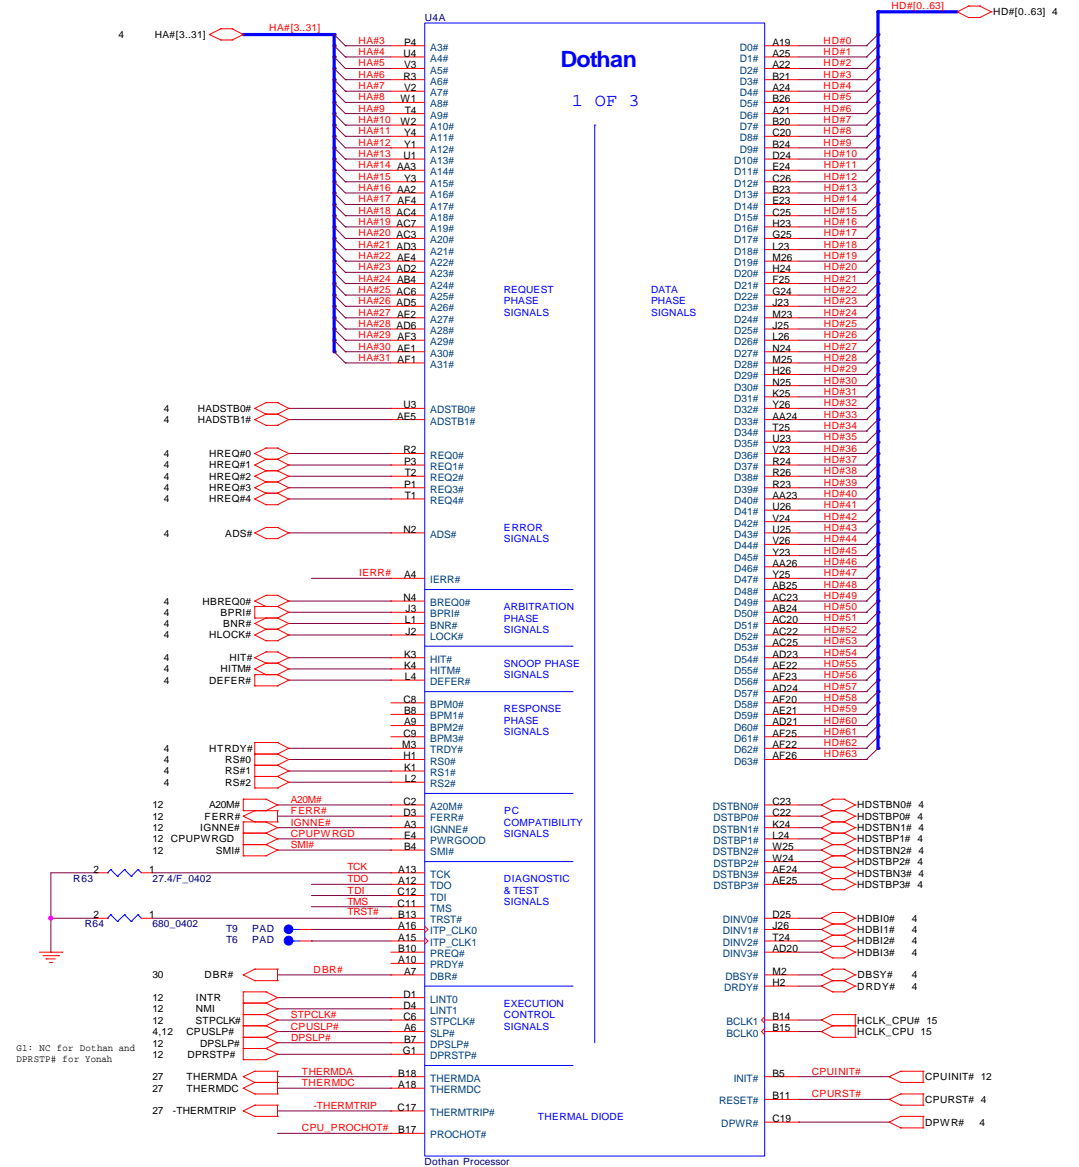 U4A
HD#[0..63]
HD#[0..63] 4
4 HA#[3..31]
HA#[3..31]
Dothan
1 OF 3
HA#3 P4 A3# D0# A19 HD#0
HA#4 U4 A4# D1# A25 HD#1
HA#5 V3 A5# D2# A22 HD#2
HA#6 R3 A6# D3# B21 HD#3
HA#7 V2 A7# D4# A24 HD#4
HA#8 W1 A8# D5# B26 HD#5
HA#9 T4 A9# D6# A21 HD#6
HA#10 W2 A10# D7# B20 HD#7
HA#11 Y4 A11# D8# C20 HD#8
HA#12 Y1 A12# D9# B24 HD#9
HA#13 U1 A13# D10# D24 HD#10
HA#14 AA3 A14# D11# E24 HD#11
HA#15 Y3 A15# D12# C26 HD#12
HA#16 AA2 A16# D13# B23 HD#13
HA#17 AF4 A17# D14# E23 HD#14
HA#18 AC4 A18# D15# C25 HD#15
HA#19 AC7 A19# D16# H23 HD#16
HA#20 AC3 A20# D17# G25 HD#17
HA#21 AD3 A21# D18# L23 HD#18
HA#22 AE4 A22# D19# M26 HD#19
HA#23 AD2 A23# D20# H24 HD#20
HA#24 AB4 A24# D21# F25 HD#21
HA#25 AC6 A25# REQUEST DATA D22# G24 HD#22
HA#26 AD5 A26# PHASE PHASE D23# J23 HD#23
HA#27 AE2 A27# SIGNALS SIGNALS D24# M23 HD#24
HA#28 AD6 A28# D25# J25 HD#25
HA#29 AF3 A29# D26# L26 HD#26
HA#30 AE1 A30# D27# N24 HD#27
HA#31 AF1 A31# D28# M25 HD#28
D29# H26 HD#29
D30# N25 HD#30
D31# K25 HD#31
4 HADSTB0# U3 ADSTB0# D32# Y26 HD#32
4 HADSTB1# AE5 ADSTB1# D33# AA24 HD#33
D34# T25 HD#34
D35# U23 HD#35
4 HREQ#0 R2 REQ0# D36# V23 HD#36
4 HREQ#1 P3 REQ1# D37# R24 HD#37
4 HREQ#2 T2 REQ2# D38# R26 HD#38
4 HREQ#3 P1 REQ3# D39# R23 HD#39
4 HREQ#4 T1 REQ4# D40# AA23 HD#40
D41# U26 HD#41
D42# V24 HD#42
4 ADS# N2 ADS# ERROR D43# U25 HD#43
SIGNALS D44# V26 HD#44
D45# Y23 HD#45
D46# AA26 HD#46
IERR# A4 IERR# D47# Y25 HD#47
D48# AB25 HD#48
4 HBREQ0# N4 BREQ0# ARBITRATION D49# AC23 HD#49
4 BPRI# J3 BPRI# PHASE D50# AB24 HD#50
4 BNR# L1 BNR# SIGNALS D51# AC20 HD#51
4 HLOCK# J2 LOCK# D52# AC22 HD#52
D53# AC25 HD#53
4 HIT# K3 HIT# SNOOP PHASE D54# AD23 HD#54
4 HITM# K4 HITM# SIGNALS D55# AE22 HD#55
4 DEFER# L4 DEFER# D56# AF23 HD#56
D57# AD24 HD#57
C8 BPM0# RESPONSE D58# AF20 HD#58
B8 BPM1# PHASE D59# AE21 HD#59
A9 BPM2# SIGNALS D60# AD21 HD#60
C9 BPM3# D61# AF25 HD#61
4 HTRDY# M3 TRDY# D62# AF22 HD#62
4 RS#0 H1 RS0# D63# AF26 HD#63
4 RS#1 K1 RS1#
4 RS#2 L2 RS2#
12 A20M# A20M# C2 A20M# PC DSTBN0# C23 HDSTBN0# 4
12 FERR# FERR# D3 FERR# COMPATIBILITY DSTBP0# C22 HDSTBP0# 4
12 IGNNE# IGNNE# A3 IGNNE# SIGNALS DSTBN1# K24 HDSTBN1# 4
12 CPUPWRGD CPUPWRGD E4 PWRGOOD DSTBP1# L24 HDSTBP1# 4
12 SMI# SMI# B4 SMI# DSTBN2# W25 HDSTBN2# 4
DSTBP2# W24 HDSTBP2# 4
R63 2 1 27.4/F_0402 TCK A13 TCK DIAGNOSTIC DSTBN3# AE24 HDSTBN3# 4
TDO A12 TDO & TEST DSTBP3# AE25 HDSTBP3# 4
TDI C12 TDI SIGNALS
TMS C11 TMS
R64 2 1 680_0402 TRST# B13 TRST# DINV0# D25 HDBI0# 4
T9 PAD A16 ITP_CLK0 DINV1# J26 HDBI1# 4
T6 PAD A15 ITP_CLK1 DINV2# T24 HDBI2# 4
B10 PREQ# DINV3# AD20 HDBI3# 4
A10 PRDY#
30 DBR# DBR# A7 DBR# DBSY# M2 DBSY# 4
DRDY# H2 DRDY# 4
12 INTR D1 LINT0 EXECUTION
12 NMI D4 LINT1 CONTROL
12 STPCLK# STPCLK# C6 STPCLK# SIGNALS BCLK1 B14 HCLK_CPU# 15
4,12 CPUSLP# CPUSLP# A6 SLP# BCLK0 B15 HCLK_CPU 15
12 DPSLP# DPSLP# B7 DPSLP#
12 DPRSTP# G1 DPRSTP#
G1: NC for Dothan and
DPRSTP# for Yonah
27 THERMDA THERMDA B18 THERMDA INIT# B5 CPUINIT# CPUINIT# 12
27 THERMDC THERMDC A18 THERMDC
RESET# B11 CPURST# CPURST# 4
27 -THERMTRIP -THERMTRIP C17 THERMTRIP# THERMAL DIODE DPWR# C19 DPWR# 4
CPU_PROCHOT# B17 PROCHOT#
Dothan Processor